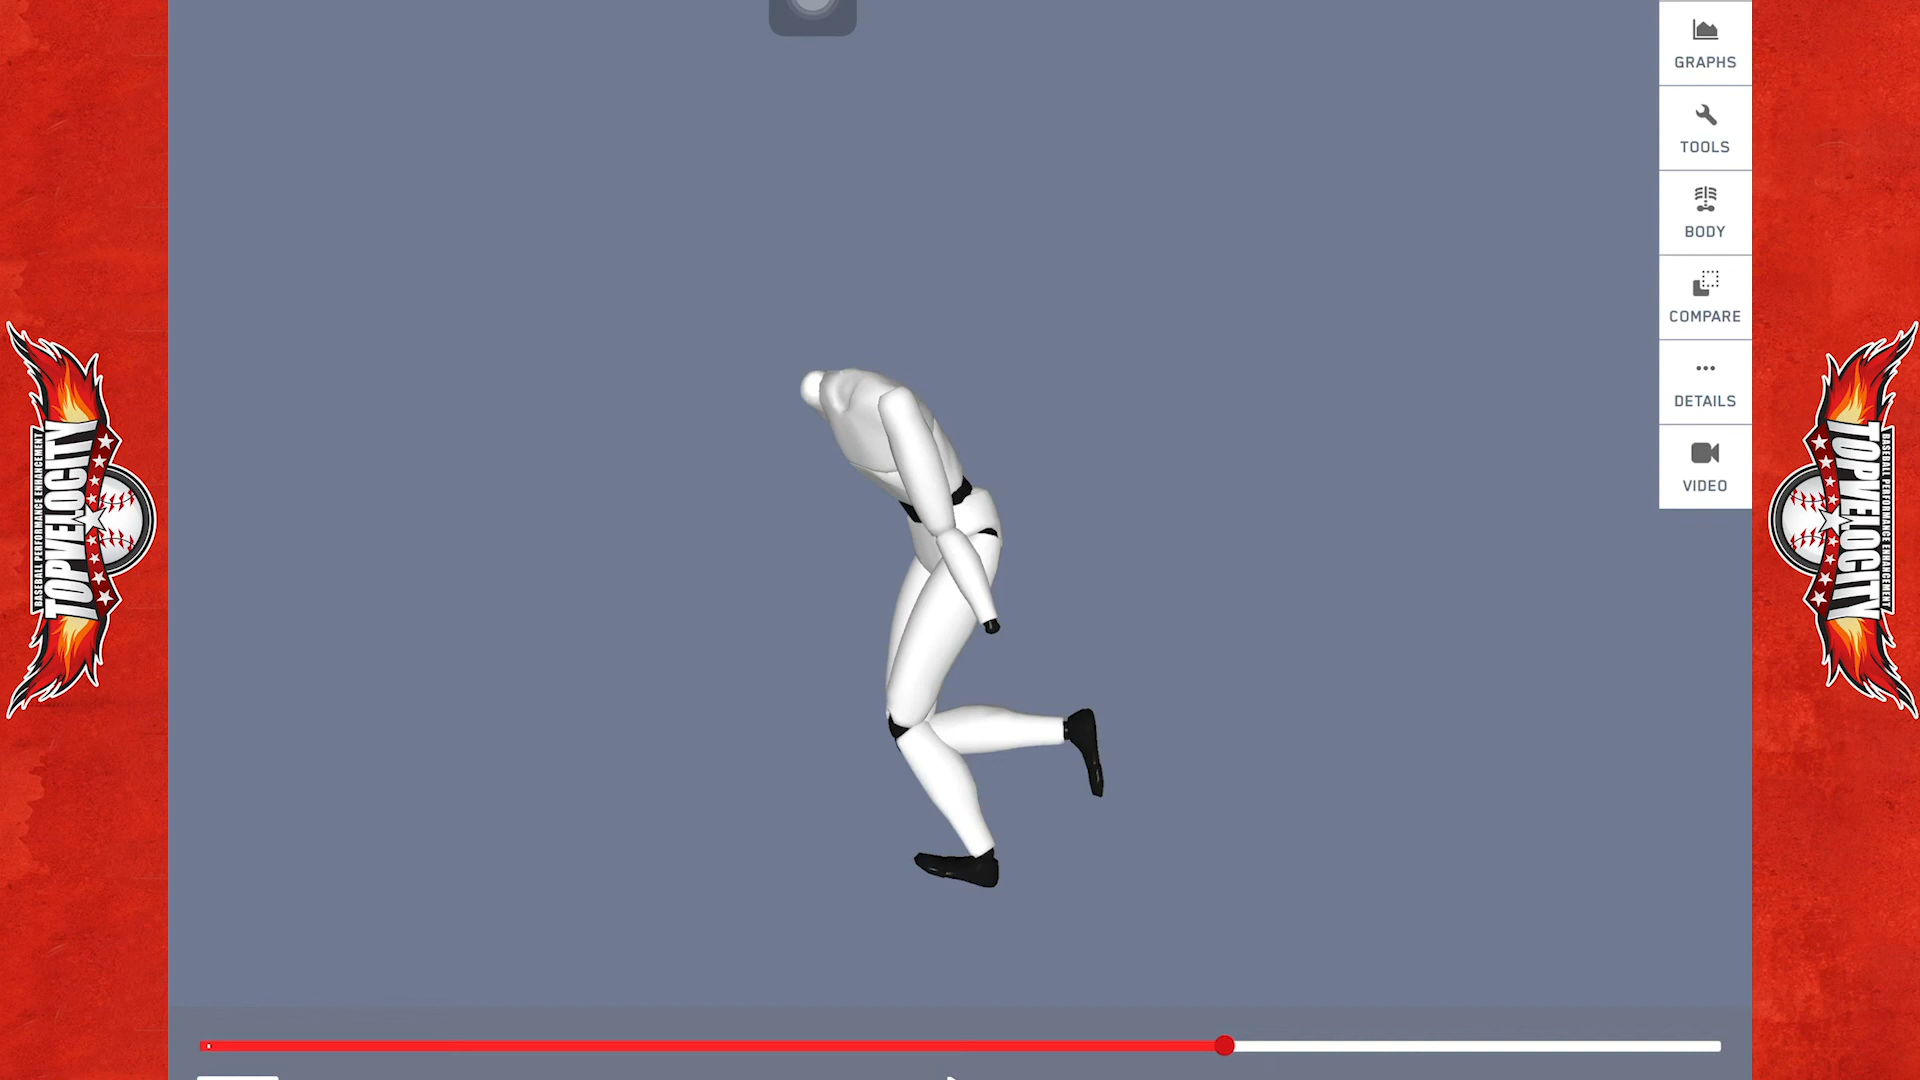 GRAPHS
TOOLS
BODY
COMPARE
DETAILS
VIDEO
BASEBALL PERFORMANCE ENHANCEMENT
TOPVELOCITY
BASEBALL PERFORMANCE ENHANCEMENT
TOPVELOCITY